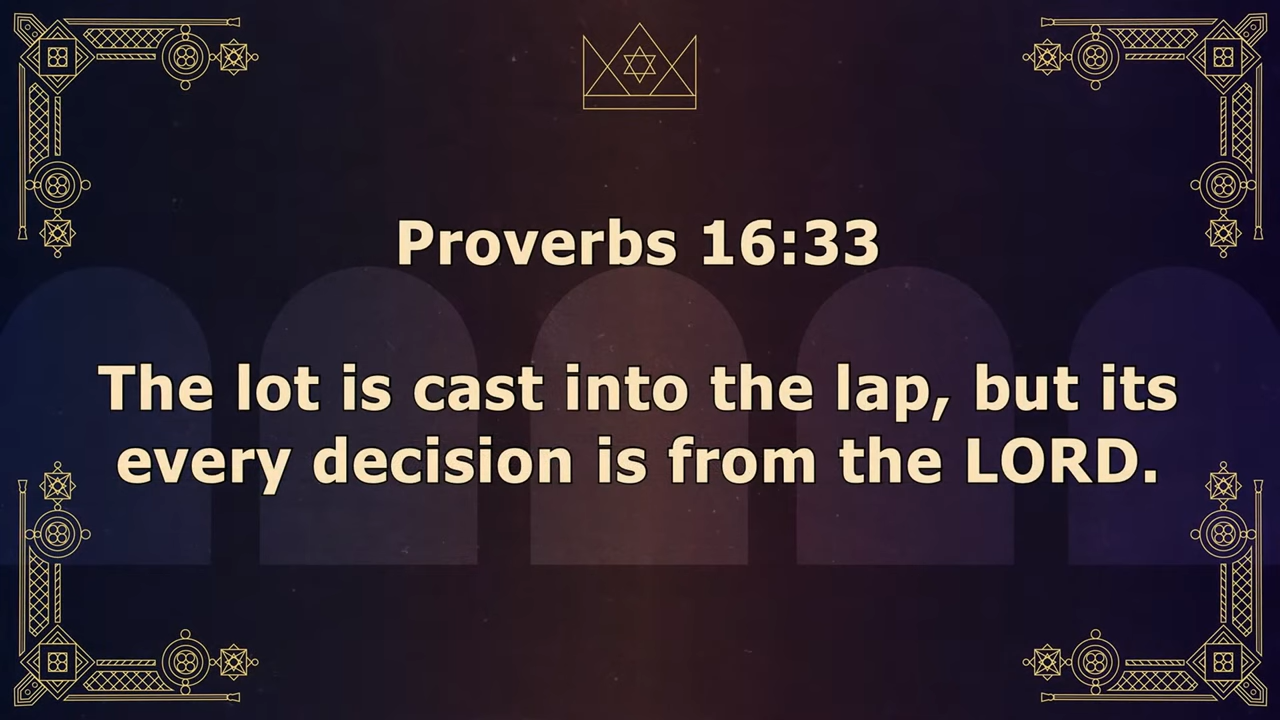 Proverbs 16:33
The lot is cast into the lap, but its
every decision is from the LORD.